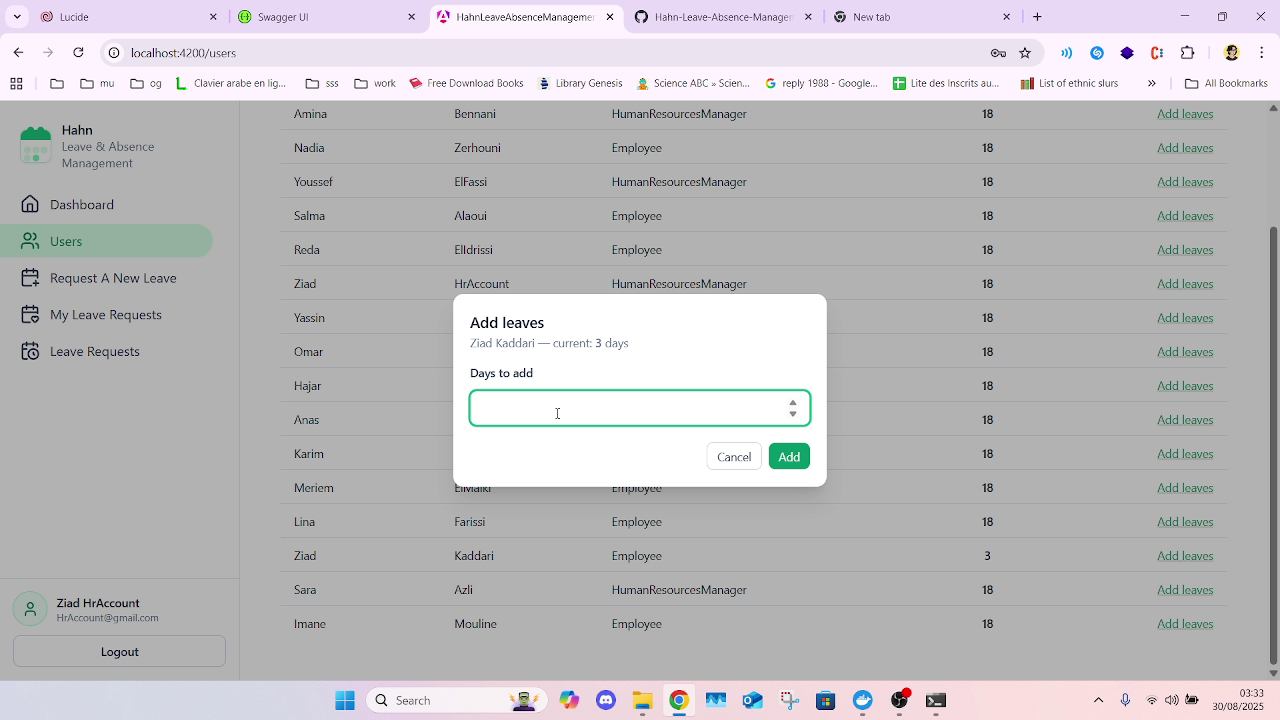 Lucide
Swagger UI
HahnLeaveAbsenceManagemen
Hahn-Leave-Absence-Manager
New tab
localhost:4200/users
mu
og
Clavier arabe en lig...
sss
work
Free Download Books
Library Genesis
Science ABC » Scien...
reply 1988 - Google...
Lite des Inscrits au...
List of ethnic slurs
»
All Bookmarks
Hahn
Leave & Absence
Management
Dashboard
Users
Request A New Leave
My Leave Requests
Leave Requests
Ziad HrAccount
HrAccount@gmail.com
Logout
Amina Bennani HumanResourcesManager 18 Add leaves
Nadia Zerhouni Employee 18 Add leaves
Youssef ElFassi HumanResourcesManager 18 Add leaves
Salma Alaoui Employee 18 Add leaves
Reda ElIdrissi Employee 18 Add leaves
Ziad HrAccount HumanResourcesManager 18 Add leaves
Yassin 18 Add leaves
Omar 18 Add leaves
Hajar 18 Add leaves
Anas 18 Add leaves
Karim 18 Add leaves
Meriem ElMalki Employee 18 Add leaves
Lina Farissi Employee 18 Add leaves
Ziad Kaddari Employee 3 Add leaves
Sara Azli HumanResourcesManager 18 Add leaves
Imane Mouline Employee 18 Add leaves
Add leaves
Ziad Kaddari — current: 3 days
Days to add
Cancel
Add
Search
03:33
30/08/2025